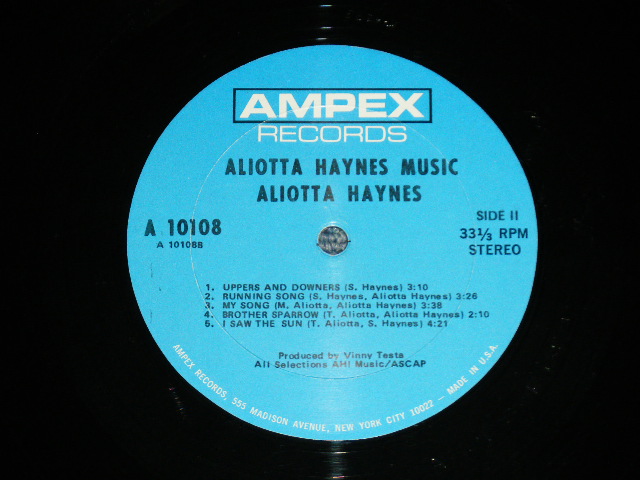 AMPEX
RECORDS
ALIOTTA HAYNES MUSIC
ALIOTTA HAYNES
A 10108
A 10108B
SIDE II
33⅓ RPM
STEREO
1. UPPERS AND DOWNERS (S. Haynes) 3:10
2. RUNNING SONG (S. Haynes, Aliotta Haynes) 3:26
3. MY SONG (M. Aliotta, Aliotta Haynes) 3:38
4. BROTHER SPARROW (T. Aliotta, Aliotta Haynes) 2:10
5. I SAW THE SUN (T. Aliotta, S. Haynes) 4:21
Produced by Vinny Testa
All Selections AH! Music/ASCAP
AMPEX RECORDS, 555 MADISON AVENUE, NEW YORK CITY 10022 — MADE IN U.S.A.